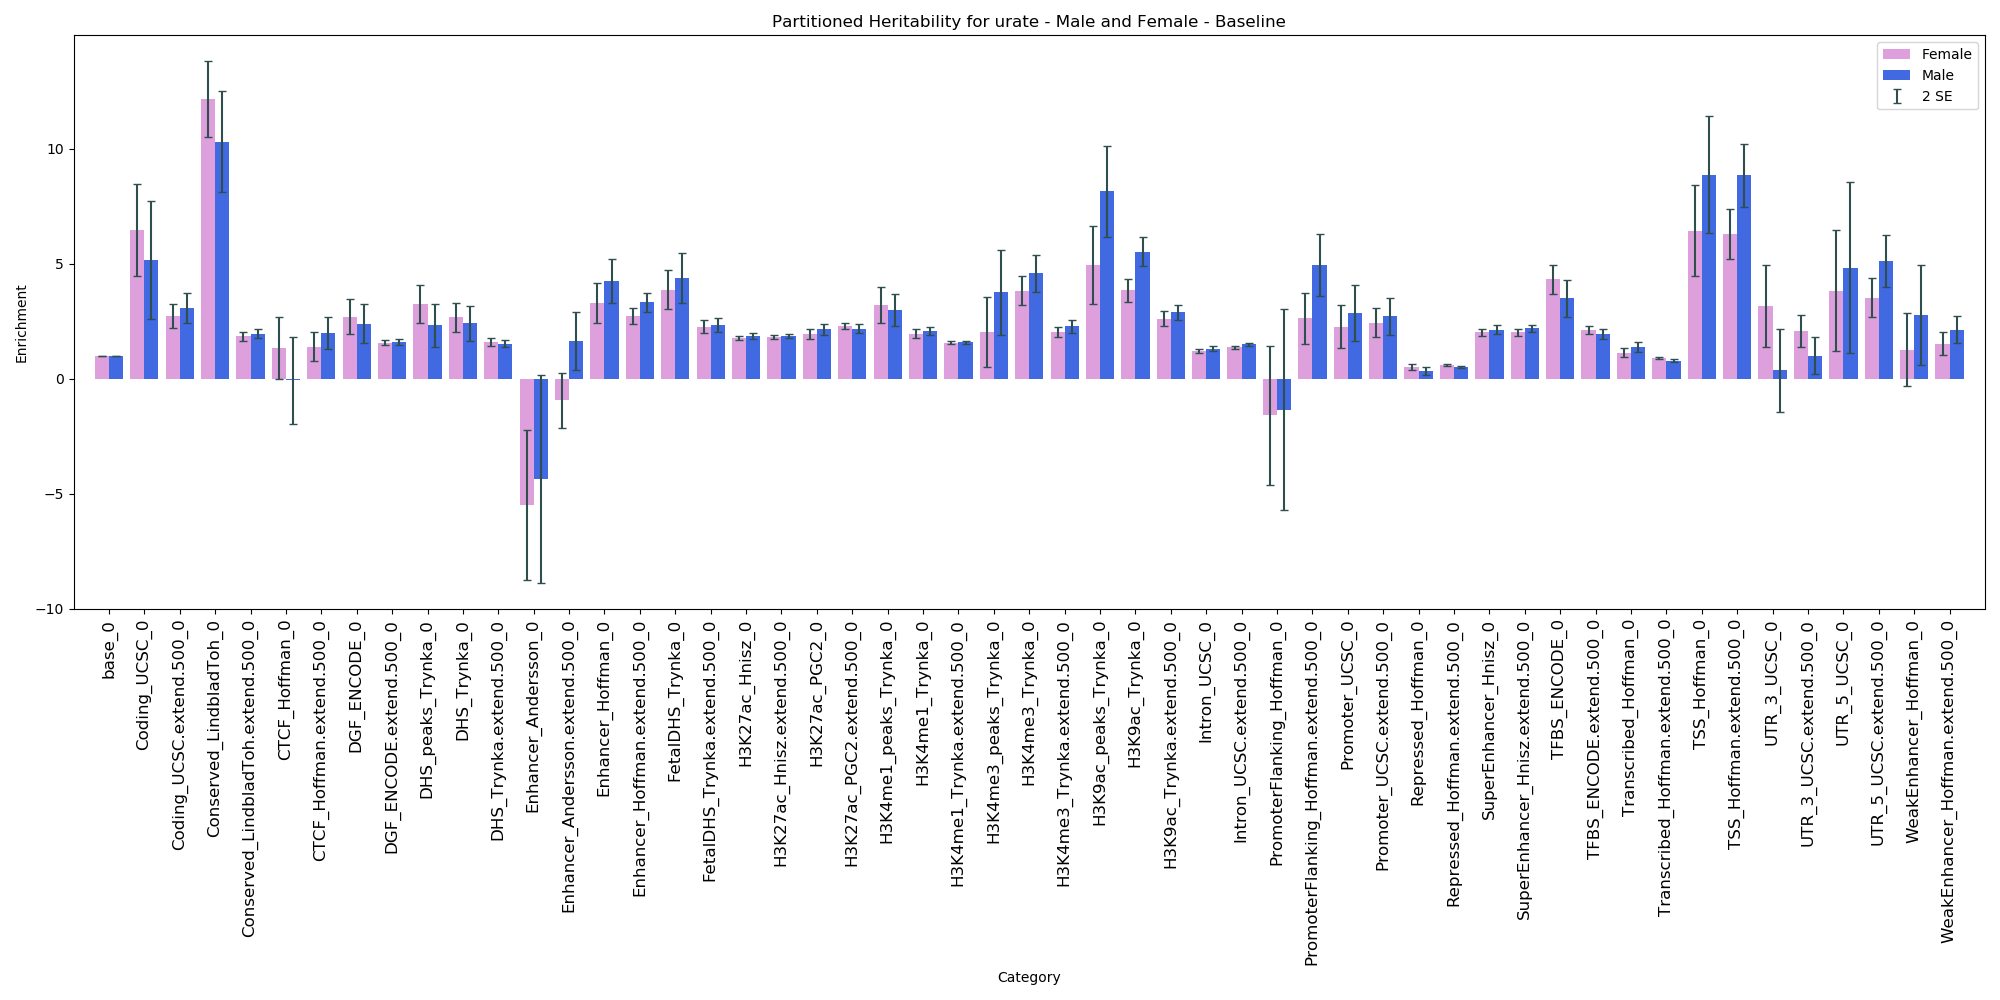 Partitioned Heritability for urate - Male and Female - Baseline
Female
Male
2 SE
Enrichment
10
5
0
−5
−10
base_0
Coding_UCSC_0
Coding_UCSC.extend.500_0
Conserved_LindbladToh_0
Conserved_LindbladToh.extend.500_0
CTCF_Hoffman_0
CTCF_Hoffman.extend.500_0
DGF_ENCODE_0
DGF_ENCODE.extend.500_0
DHS_peaks_Trynka_0
DHS_Trynka_0
DHS_Trynka.extend.500_0
Enhancer_Andersson_0
Enhancer_Andersson.extend.500_0
Enhancer_Hoffman_0
Enhancer_Hoffman.extend.500_0
FetalDHS_Trynka_0
FetalDHS_Trynka.extend.500_0
H3K27ac_Hnisz_0
H3K27ac_Hnisz.extend.500_0
H3K27ac_PGC2_0
H3K27ac_PGC2.extend.500_0
H3K4me1_peaks_Trynka_0
H3K4me1_Trynka_0
H3K4me1_Trynka.extend.500_0
H3K4me3_peaks_Trynka_0
H3K4me3_Trynka_0
H3K4me3_Trynka.extend.500_0
H3K9ac_peaks_Trynka_0
H3K9ac_Trynka_0
H3K9ac_Trynka.extend.500_0
Intron_UCSC_0
Intron_UCSC.extend.500_0
PromoterFlanking_Hoffman_0
PromoterFlanking_Hoffman.extend.500_0
Promoter_UCSC_0
Promoter_UCSC.extend.500_0
Repressed_Hoffman_0
Repressed_Hoffman.extend.500_0
SuperEnhancer_Hnisz_0
SuperEnhancer_Hnisz.extend.500_0
TFBS_ENCODE_0
TFBS_ENCODE.extend.500_0
Transcribed_Hoffman_0
Transcribed_Hoffman.extend.500_0
TSS_Hoffman_0
TSS_Hoffman.extend.500_0
UTR_3_UCSC_0
UTR_3_UCSC.extend.500_0
UTR_5_UCSC_0
UTR_5_UCSC.extend.500_0
WeakEnhancer_Hoffman_0
WeakEnhancer_Hoffman.extend.500_0
Category